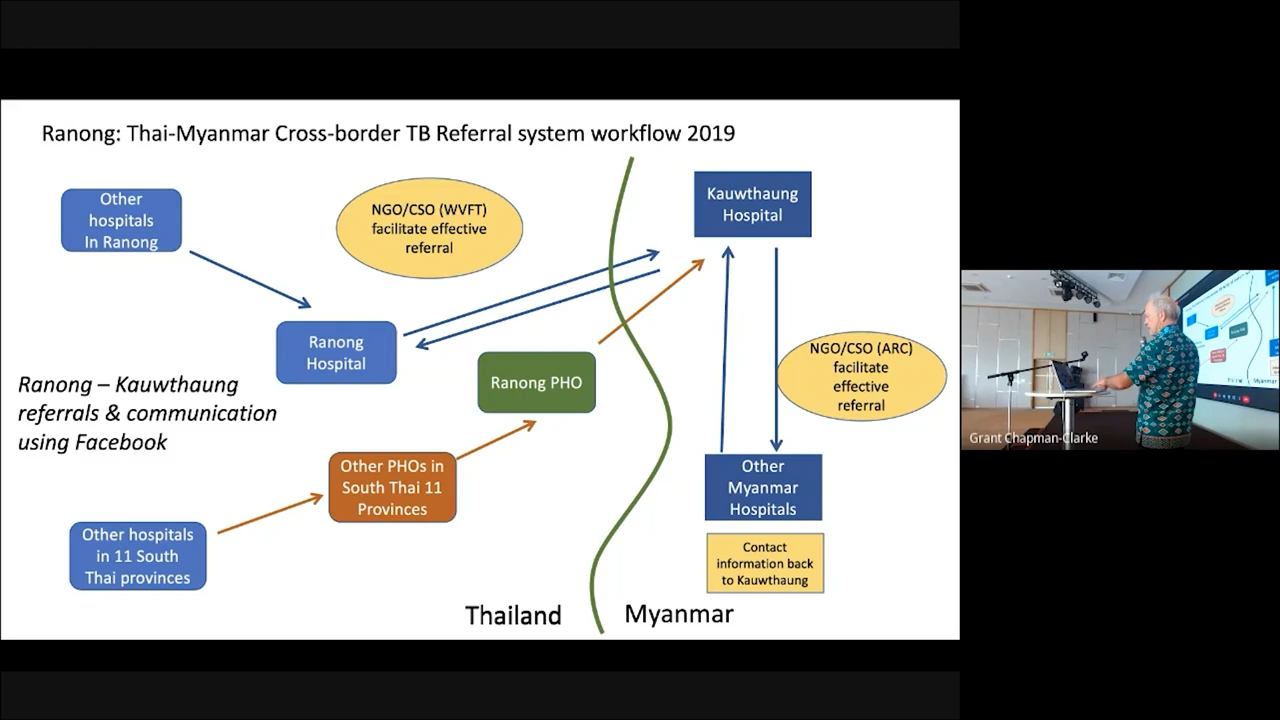 Ranong: Thai-Myanmar Cross-border TB Referral system workflow 2019
Other
hospitals
In Ranong
NGO/CSO (WVFT)
facilitate effective
referral
Kauwthaung
Hospital
Ranong
Hospital
Ranong PHO
NGO/CSO (ARC)
facilitate
effective
referral
Ranong – Kauwthaung
referrals & communication
using Facebook
Other PHOs in
South Thai 11
Provinces
Other
Myanmar
Hospitals
Other hospitals
in 11 South
Thai provinces
Contact
information back
to Kauwthaung
Thailand
Myanmar
Grant Chapman-Clarke
Myanmar